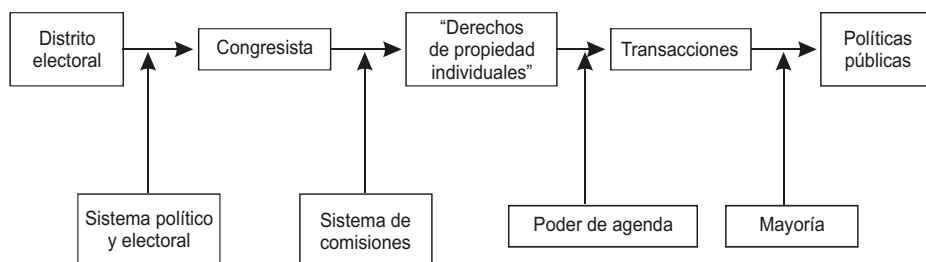 Distrito
electoral
Congresista
“Derechos
de propiedad
individuales”
Transacciones
Políticas
públicas
Sistema político
y electoral
Sistema de
comisiones
Poder de agenda
Mayoría